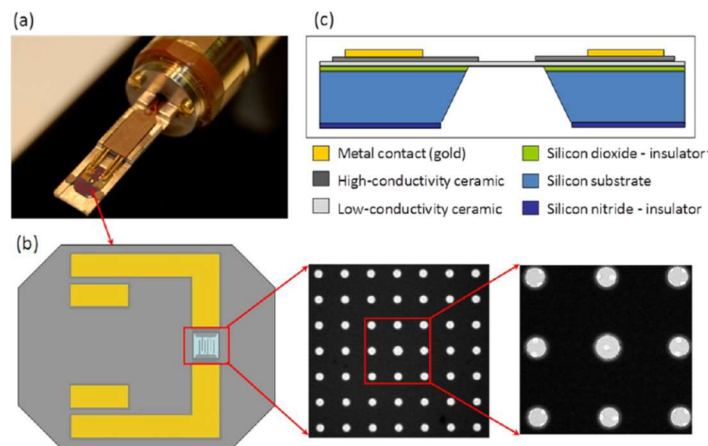 (a)
(c)
Metal contact (gold)
Silicon dioxide - insulator
High-conductivity ceramic
Silicon substrate
Low-conductivity ceramic
Silicon nitride - insulator
(b)